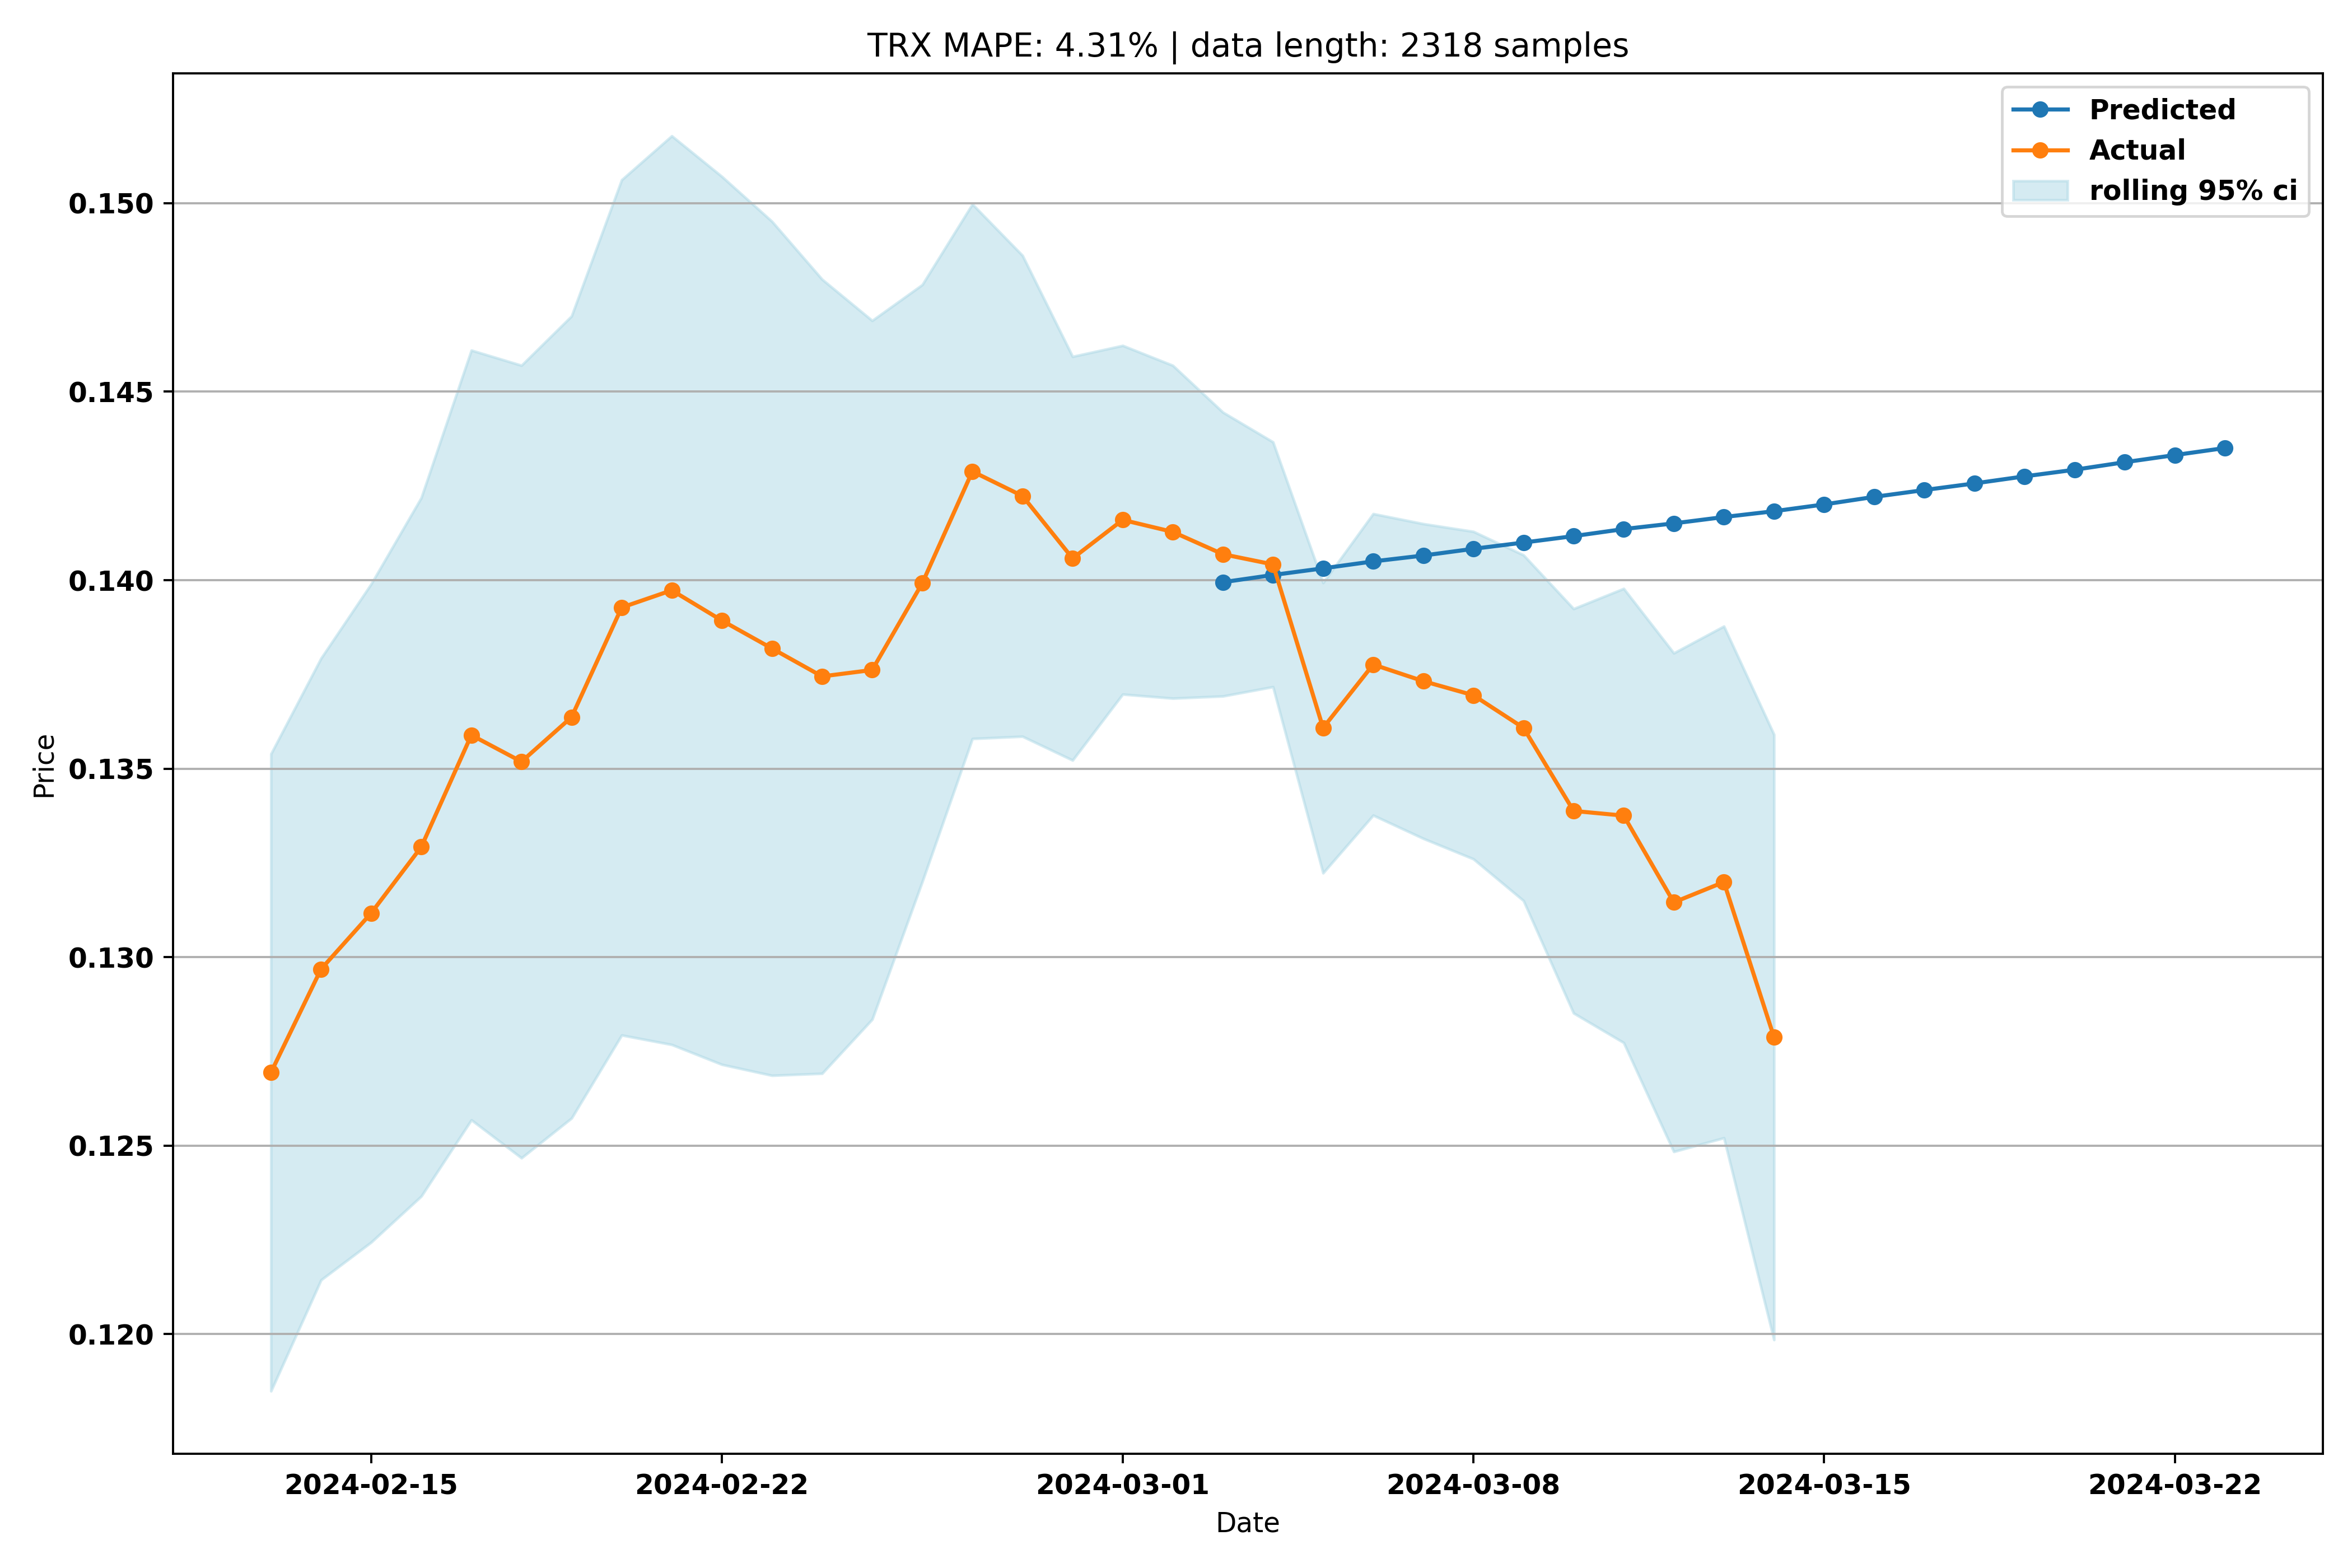 TRX MAPE: 4.31% | data length: 2318 samples
Predicted
Actual
rolling 95% ci
0.150
0.145
0.140
0.135
0.130
0.125
0.120
Price
2024-02-15
2024-02-22
2024-03-01
2024-03-08
2024-03-15
2024-03-22
Date